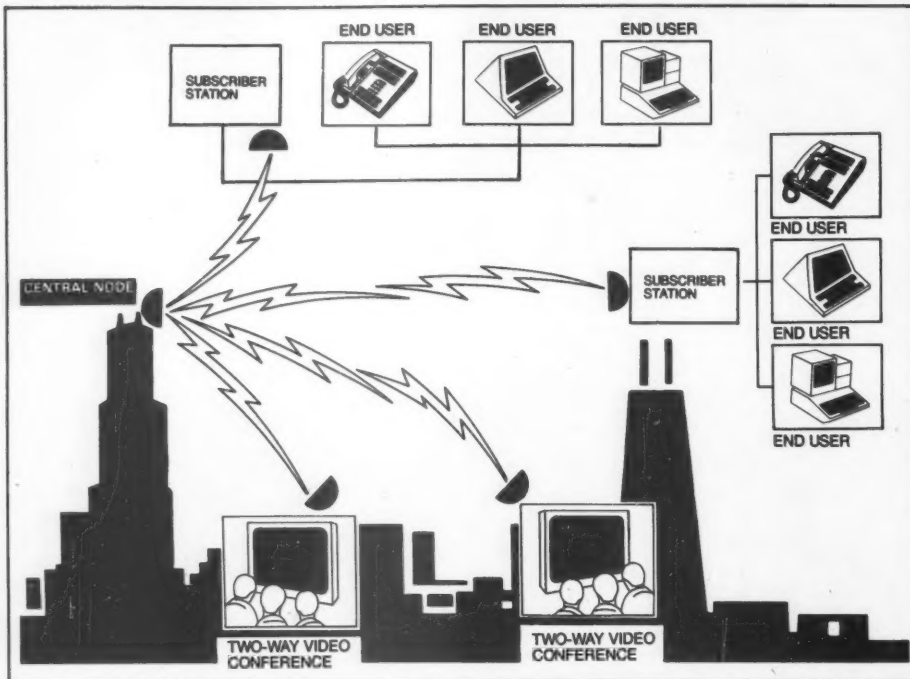 END USER
END USER
END USER
SUBSCRIBER
STATION
END USER
CENTRAL NODE
SUBSCRIBER
STATION
END USER
END USER
TWO-WAY VIDEO
CONFERENCE
TWO-WAY VIDEO
CONFERENCE